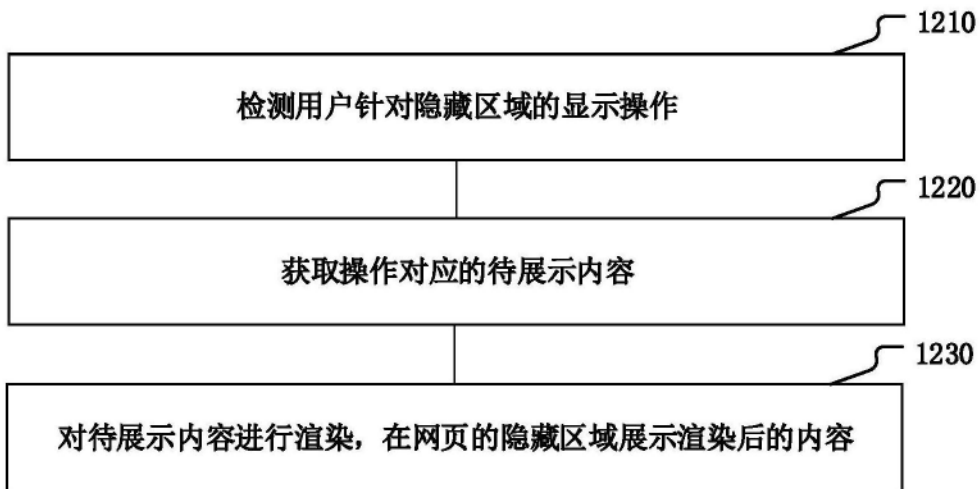 1210
检测用户针对隐藏区域的显示操作
1220
获取操作对应的待展示内容
1230
对待展示内容进行渲染，在网页的隐藏区域展示渲染后的内容